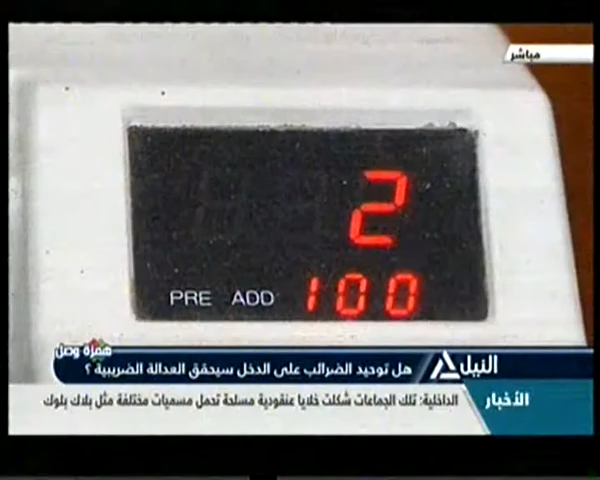 مباشر
2
PRE ADD 100
همزة وصل
هل توحيد الضرائب على الدخل سيحقق العدالة الضريبية ؟
النيل
الداخلية: تلك الجماعات شكلت خلايا عنقودية مسلحة تحمل مسميات مختلفة مثل بلاك بلوك
الأخبار